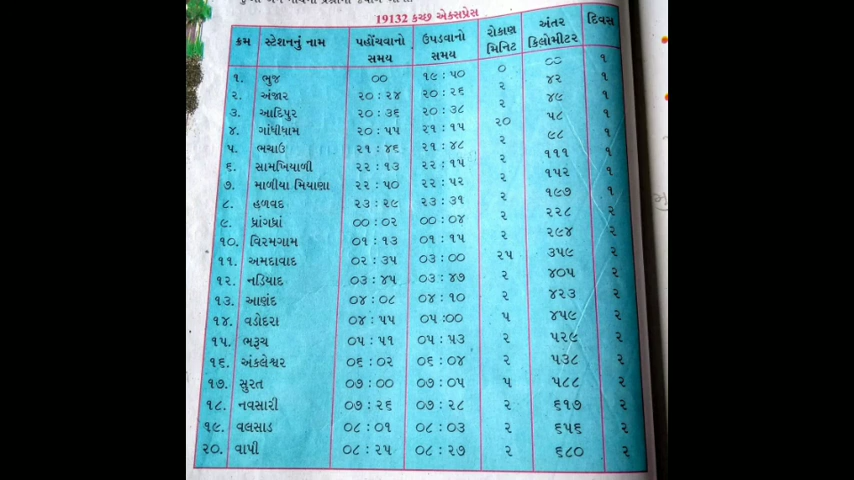 19132 કચ્છ એક્સપ્રેસ
ક્રમ સ્ટેશનનું નામ પહોંચવાનો સમય ઉપડવાનો સમય રોકાણ મિનિટ અંતર કિલોમીટર દિવસ
૧. ભુજ ૦૦ ૧૯ : ૫૦ ૦ ૦૦ ૧
૨. અંજાર ૨૦ : ૨૪ ૨૦ : ૨૬ ૨ ૪૨ ૧
૩. આદિપુર ૨૦ : ૩૬ ૨૦ : ૩૮ ૨ ૪૯ ૧
૪. ગાંધીધામ ૨૦ : ૫૫ ૨૧ : ૧૫ ૨૦ ૫૮ ૧
૫. ભચાઉ ૨૧ : ૪૬ ૨૧ : ૪૮ ૨ ૯૮ ૧
૬. સામખિયાળી ૨૨ : ૧૩ ૨૨ : ૧૫ ૨ ૧૧૧ ૧
૭. માળીયા મિયાણા ૨૨ : ૫૦ ૨૨ : ૫૨ ૨ ૧૫૨ ૧
૮. હળવદ ૨૩ : ૨૯ ૨૩ : ૩૧ ૨ ૧૯૭ ૧
૯. ધ્રાંગધ્રાં ૦૦ : ૦૨ ૦૦ : ૦૪ ૨ ૨૨૮ ૨
૧૦. વિરમગામ ૦૧ : ૧૩ ૦૧ : ૧૫ ૨ ૨૯૪ ૨
૧૧. અમદાવાદ ૦૨ : ૩૫ ૦૩ : ૦૦ ૨૫ ૩૫૯ ૨
૧૨. નડિયાદ ૦૩ : ૪૫ ૦૩ : ૪૭ ૨ ૪૦૫ ૨
૧૩. આણંદ ૦૪ : ૦૮ ૦૪ : ૧૦ ૨ ૪૨૩ ૨
૧૪. વડોદરા ૦૪ : ૫૫ ૦૫ :૦૦ ૫ ૪૫૯ ૨
૧૫. ભરૂચ ૦૫ : ૫૧ ૦૫ : ૫૩ ૨ ૫૨૯ ૨
૧૬. અંકલેશ્વર ૦૬ : ૦૨ ૦૬ : ૦૪ ૨ ૫૩૮ ૨
૧૭. સુરત ૦૭ : ૦૦ ૦૭ : ૦૫ ૫ ૫૮૮ ૨
૧૮. નવસારી ૦૭ : ૨૬ ૦૭ : ૨૮ ૨ ૬૧૭ ૨
૧૯. વલસાડ ૦૮ : ૦૧ ૦૮ : ૦૩ ૨ ૬૫૬ ૨
૨૦. વાપી ૦૮ : ૨૫ ૦૮ : ૨૭ ૨ ૬૮૦ ૨